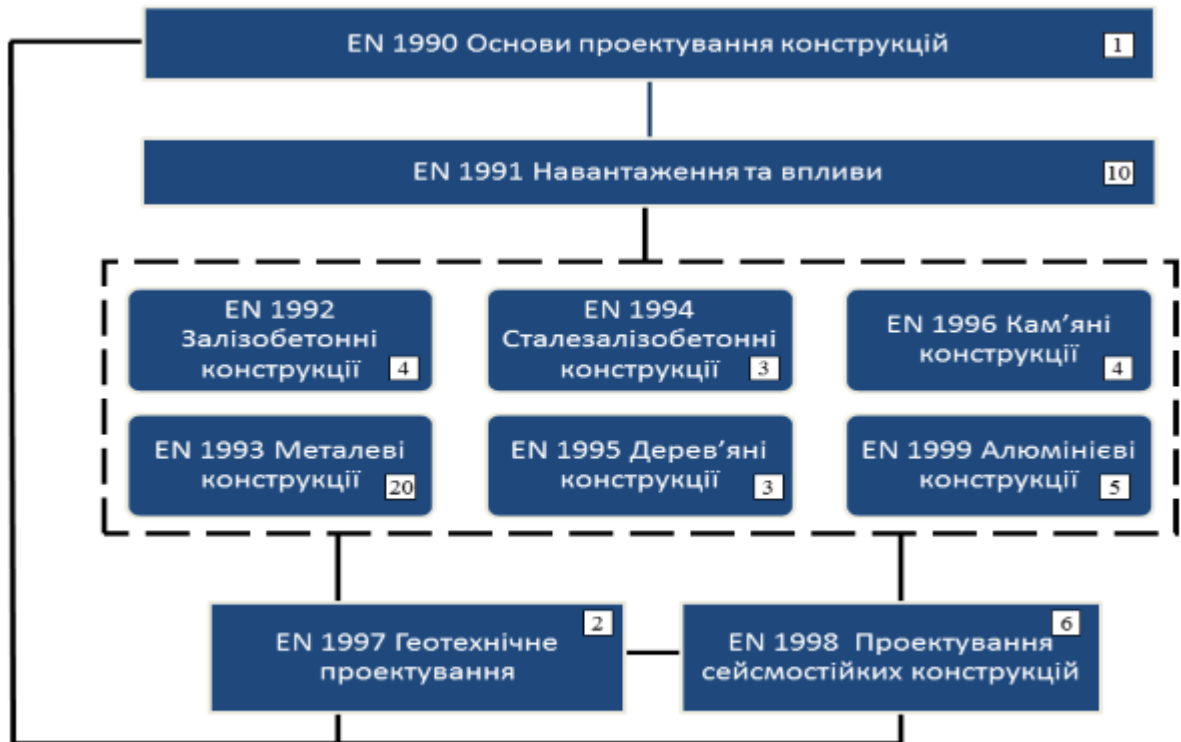 EN 1990 Основи проектування конструкцій
1
EN 1991 Навантаження та впливи
10
EN 1992
Залізобетонні
конструкції
4
EN 1994
Сталезалізобетонні
конструкції
3
EN 1996 Кам’яні
конструкції
4
EN 1993 Металеві
конструкції
20
EN 1995 Дерев’яні
конструкції
3
EN 1999 Алюмінієві
конструкції
5
EN 1997 Геотехнічне
проектування
2
EN 1998 Проектування
сейсмостійких конструкцій
6